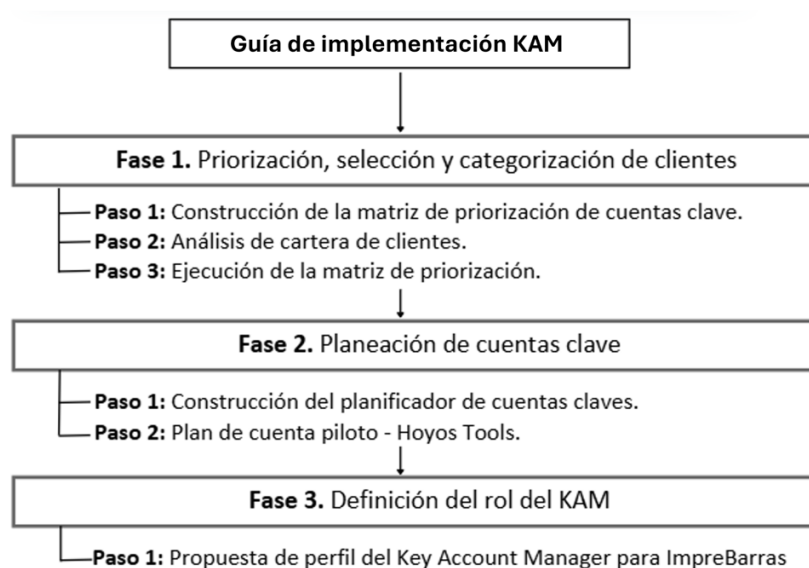 Guía de implementación KAM
Fase 1. Priorización, selección y categorización de clientes
Paso 1: Construcción de la matriz de priorización de cuentas clave.
Paso 2: Análisis de cartera de clientes.
Paso 3: Ejecución de la matriz de priorización.
Fase 2. Planeación de cuentas clave
Paso 1: Construcción del planificador de cuentas claves.
Paso 2: Plan de cuenta piloto - Hoyos Tools.
Fase 3. Definición del rol del KAM
Paso 1: Propuesta de perfil del Key Account Manager para ImpreBarras